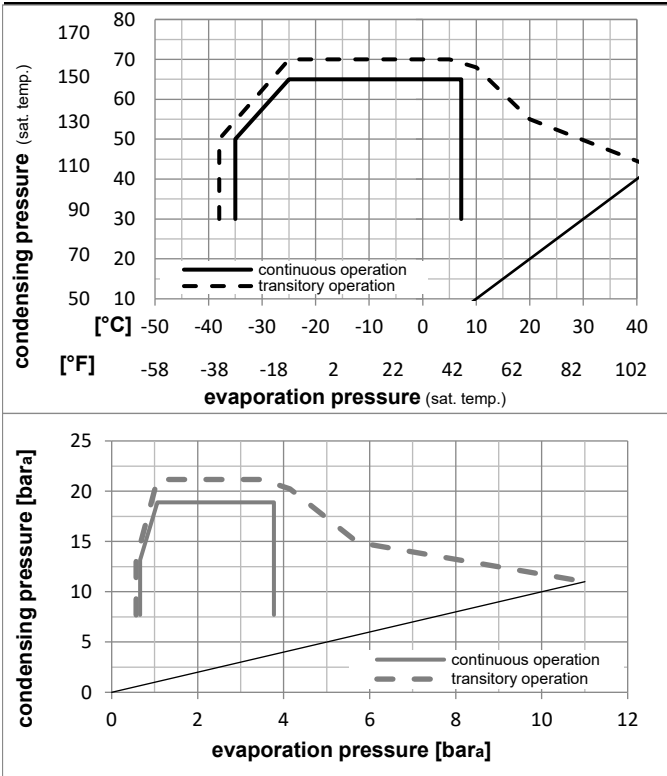 condensing pressure (sat. temp.)
170 80
70
150
60
130
50
110
40
90 30
70 20
50 10
continuous operation
transitory operation
[°C] -50 -40 -30 -20 -10 0 10 20 30 40
[°F] -58 -38 -18 2 22 42 62 82 102
evaporation pressure (sat. temp.)
condensing pressure [bara]
25
20
15
10
5
0
continuous operation
transitory operation
0 2 4 6 8 10 12
evaporation pressure [bara]